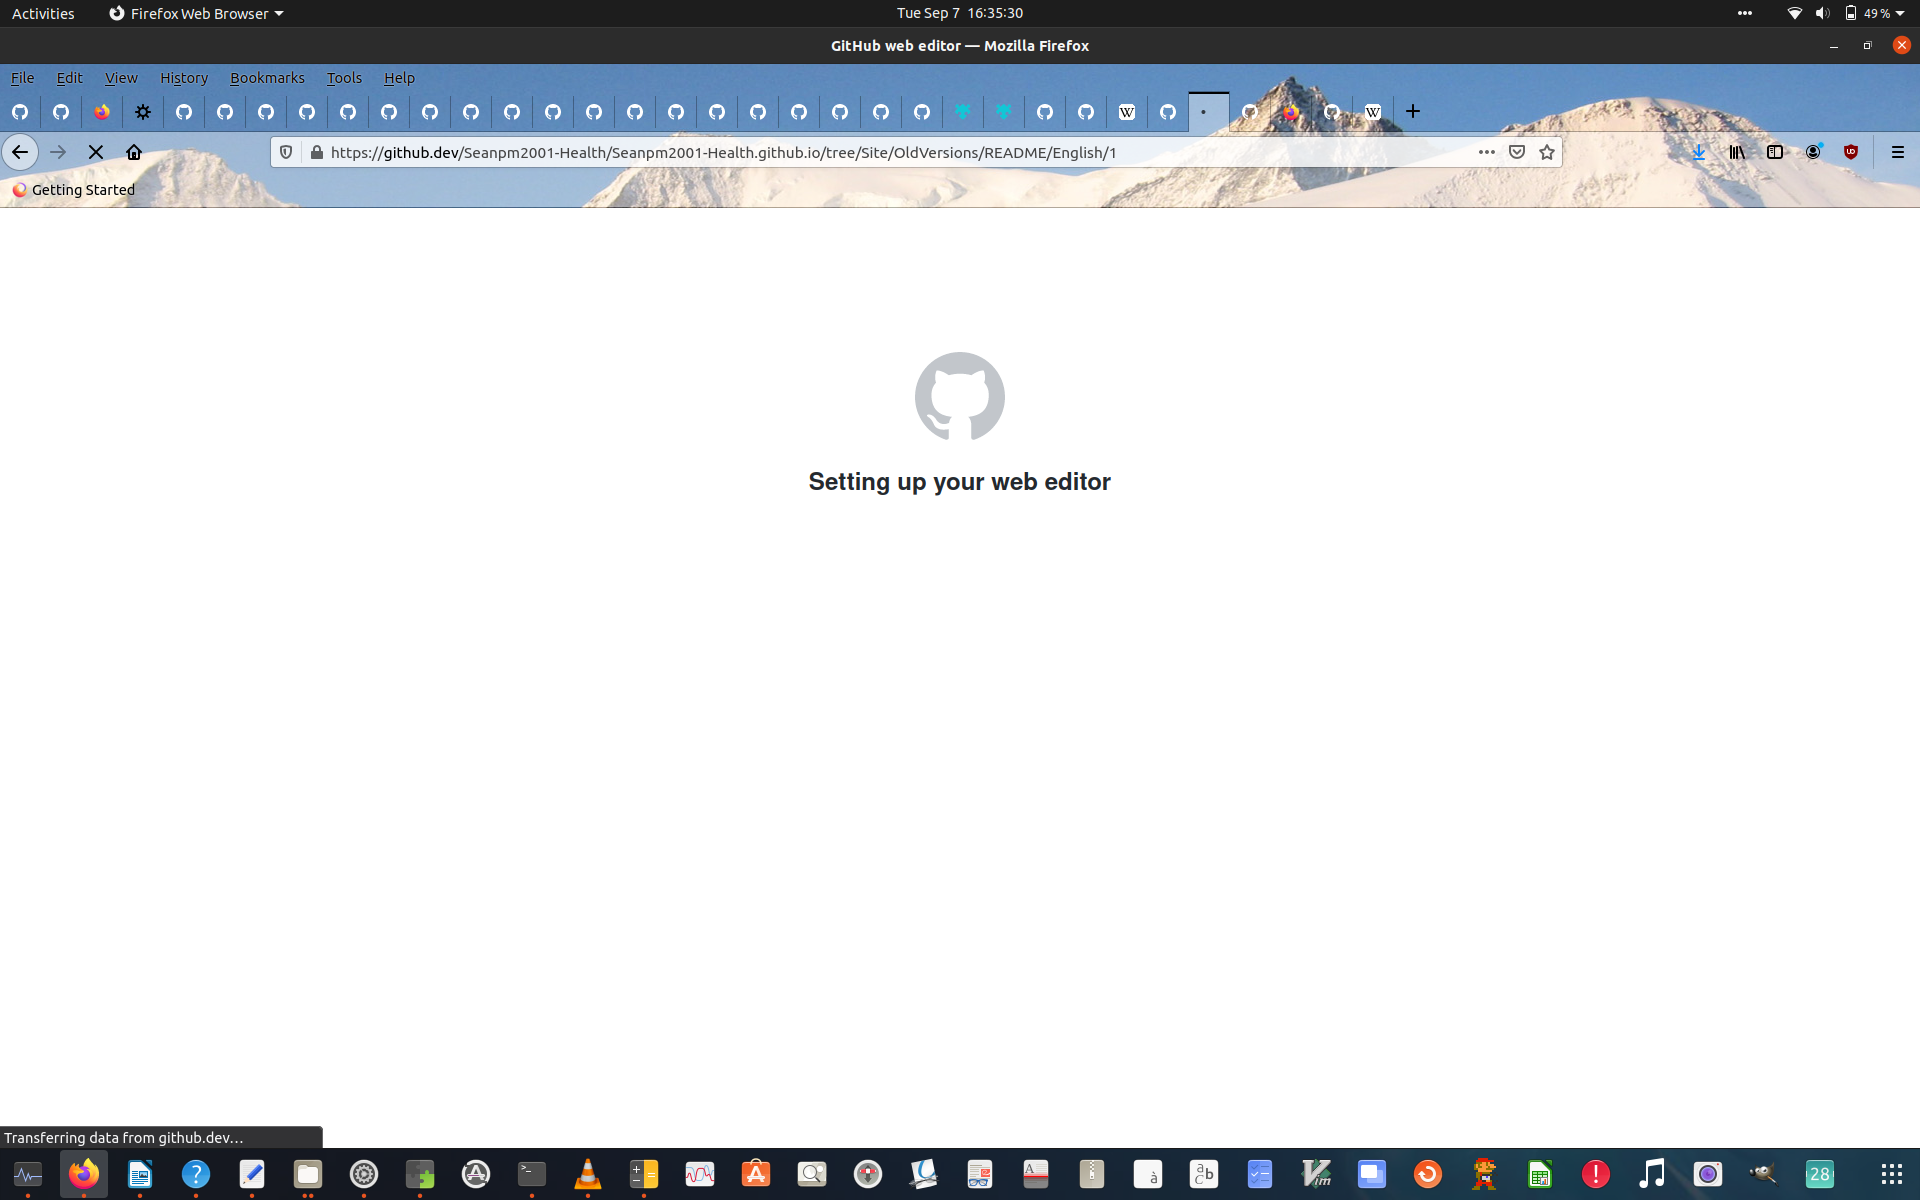 Activities
Firefox Web Browser
Tue Sep 7 16:35:30
49 %
GitHub web editor — Mozilla Firefox
File Edit View History Bookmarks Tools Help
https://github.dev/Seanpm2001-Health/Seanpm2001-Health.github.io/tree/Site/OldVersions/README/English/1
Getting Started
Setting up your web editor
Transferring data from github.dev…
28